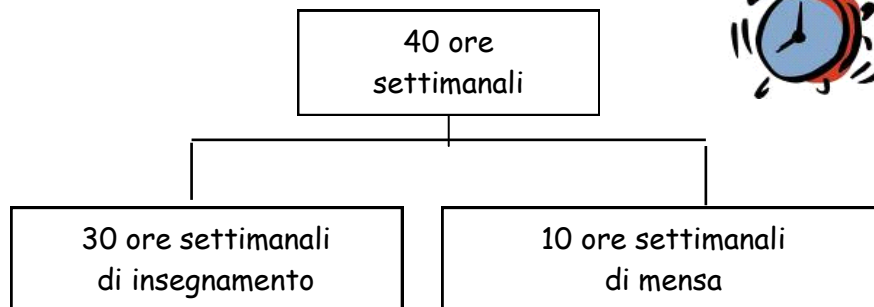 40 ore
settimanali
30 ore settimanali
di insegnamento
10 ore settimanali
di mensa